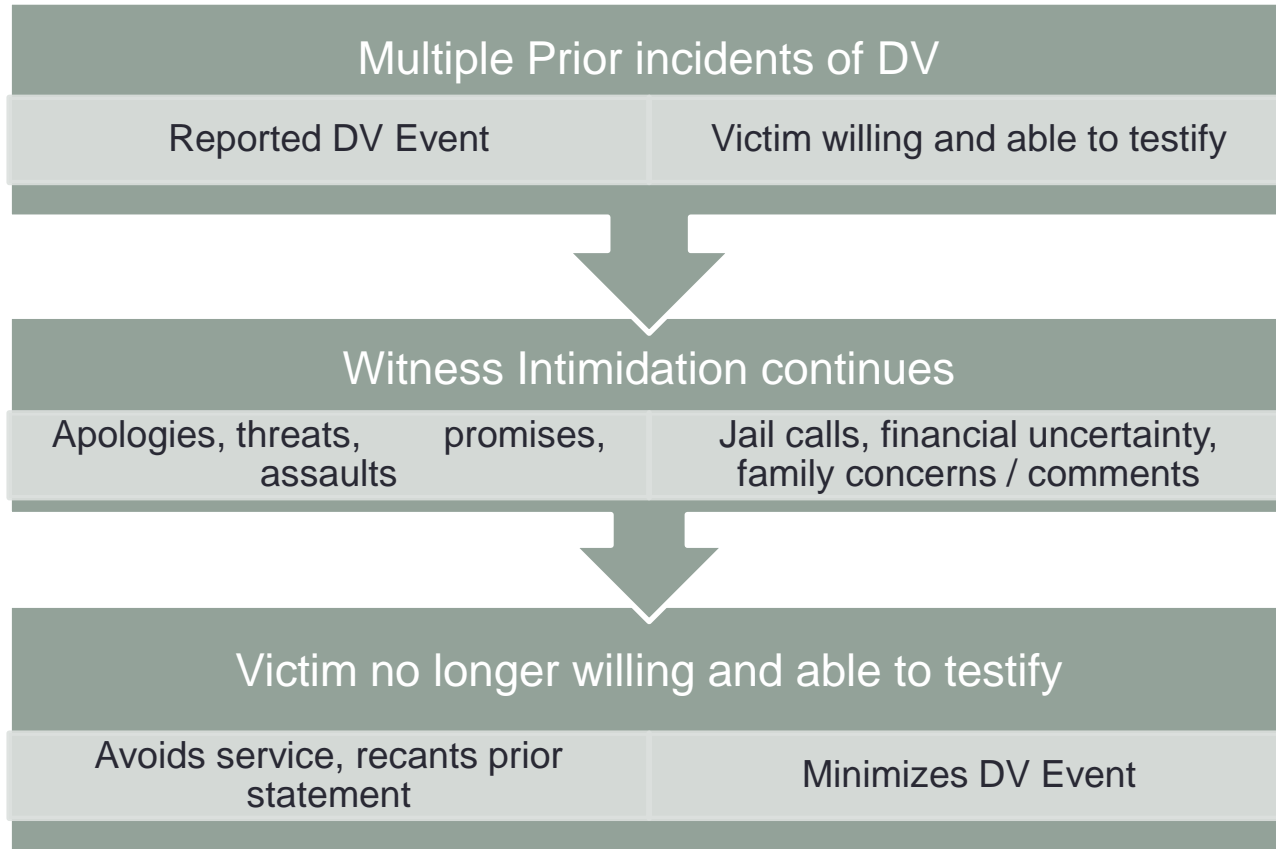 Multiple Prior incidents of DV
Reported DV Event
Victim willing and able to testify
Witness Intimidation continues
Apologies, threats, promises,
assaults
Jail calls, financial uncertainty,
family concerns / comments
Victim no longer willing and able to testify
Avoids service, recants prior
statement
Minimizes DV Event